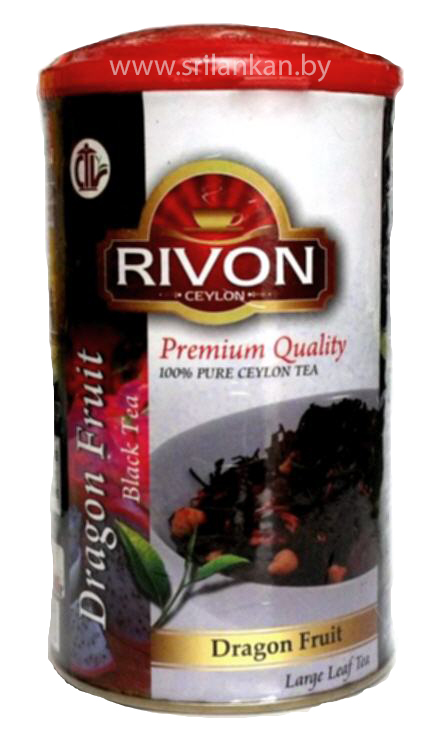 www.srilankan.by
CTL
RIVON
CEYLON
Premium Quality
100% PURE CEYLON TEA
Dragon Fruit
Black Tea
Dragon Fruit
Large Leaf Tea